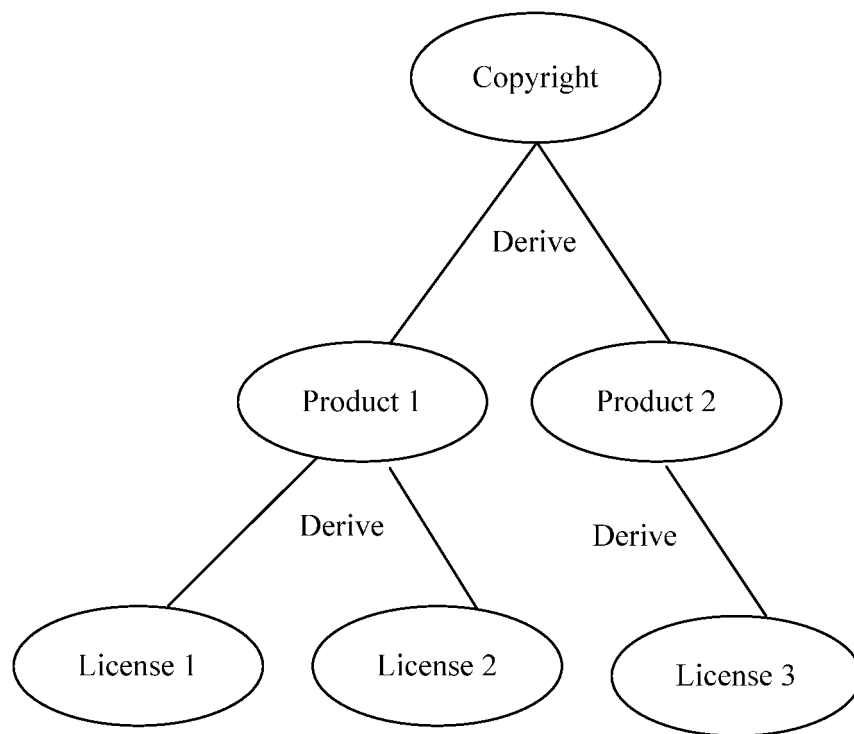 Copyright
Derive
Product 1
Product 2
Derive
Derive
License 1
License 2
License 3